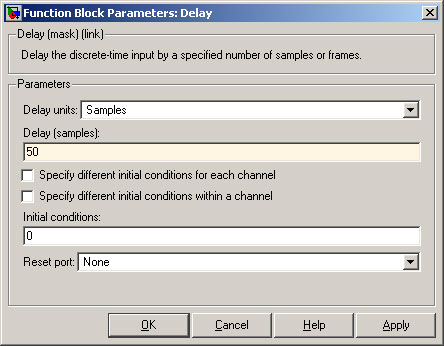 Function Block Parameters: Delay
Delay (mask) (link)
Delay the discrete-time input by a specified number of samples or frames.
Parameters
Delay units: Samples
Delay (samples):
50
Specify different initial conditions for each channel
Specify different initial conditions within a channel
Initial conditions:
0
Reset port: None
OK Cancel Help Apply